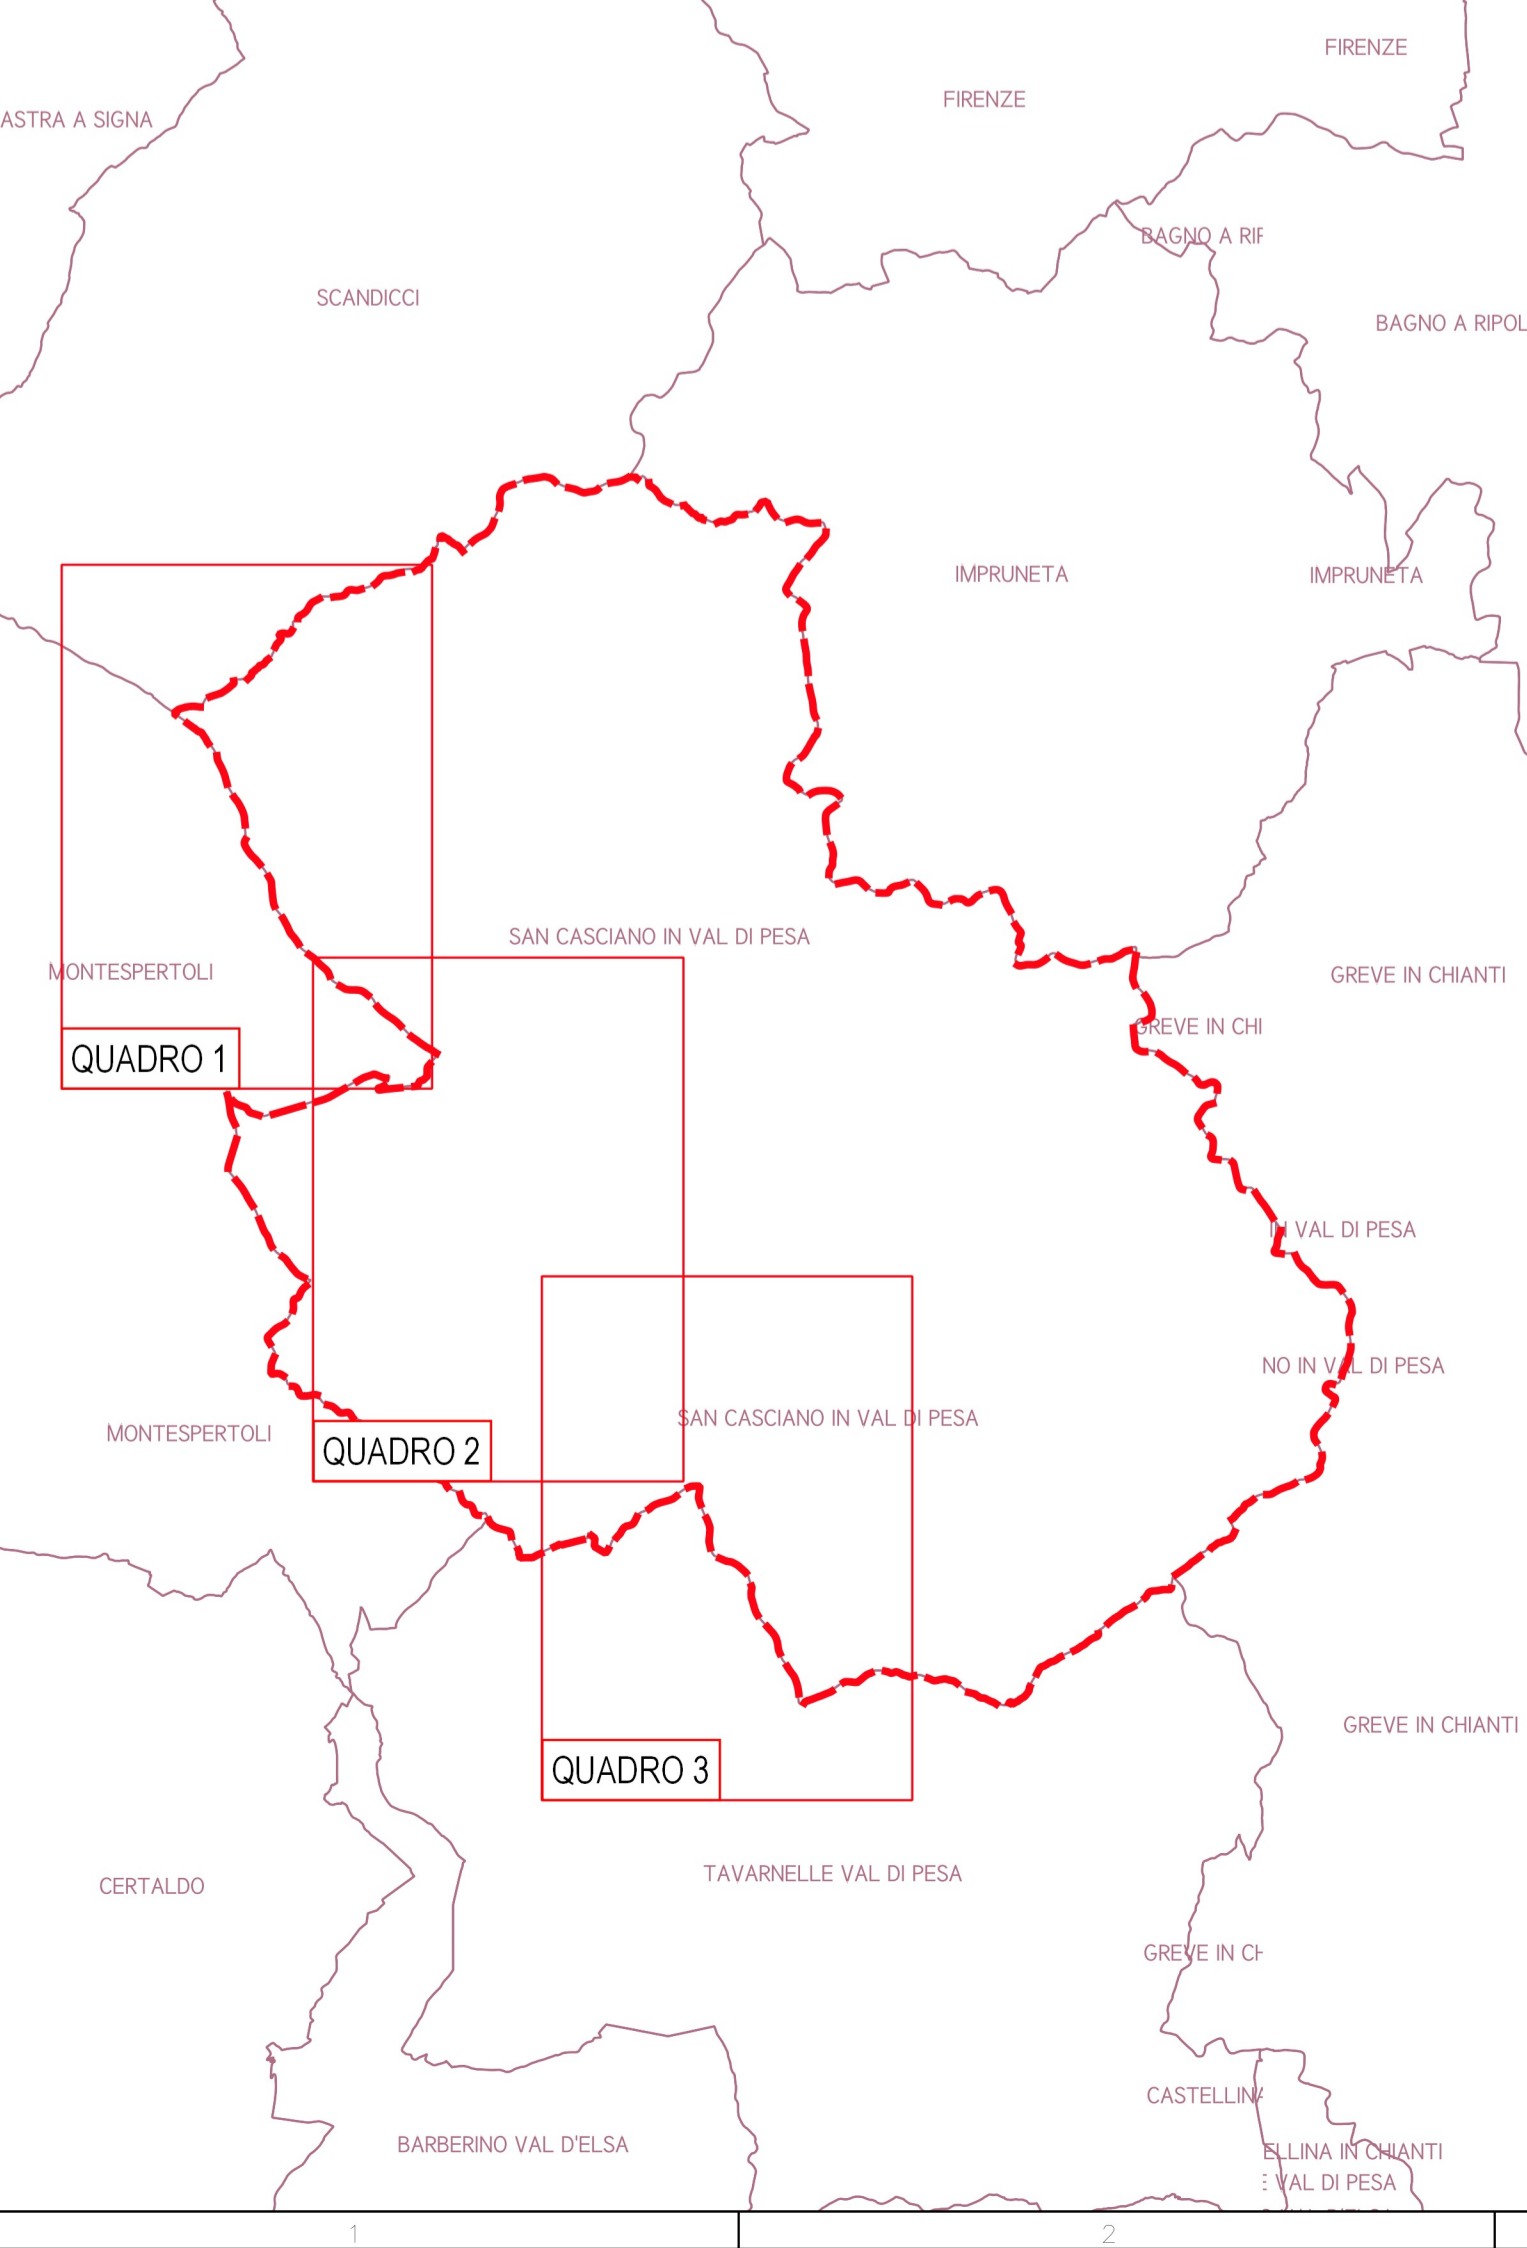 FIRENZE
FIRENZE
ASTRA A SIGNA
BAGNO A RIF
SCANDICCI
BAGNO A RIPOL
IMPRUNETA
IMPRUNETA
SAN CASCIANO IN VAL DI PESA
MONTESPERTOLI
GREVE IN CHIANTI
GREVE IN CHI
QUADRO 1
IN VAL DI PESA
NO IN VAL DI PESA
SAN CASCIANO IN VAL DI PESA
MONTESPERTOLI
QUADRO 2
GREVE IN CHIANTI
QUADRO 3
TAVARNELLE VAL DI PESA
CERTALDO
GREVE IN CH
CASTELLINA
BARBERINO VAL D'ELSA
ELLINA IN CHIANTI
E VAL DI PESA
1
2